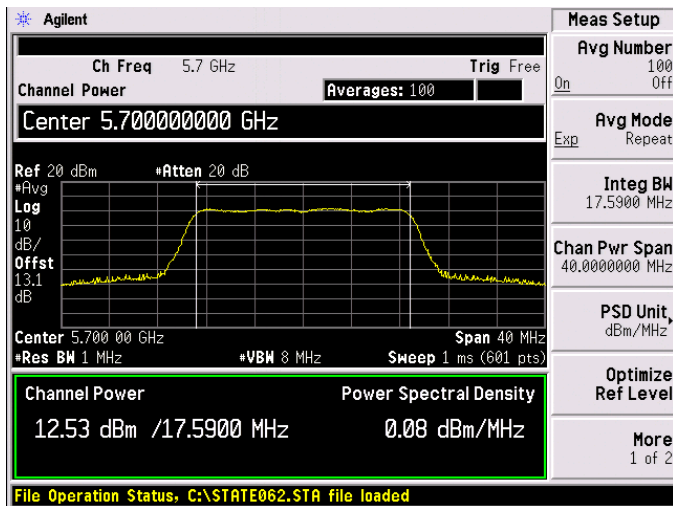 Agilent
Ch Freq 5.7 GHz Trig Free
Channel Power Averages: 100
Center 5.700000000 GHz
Ref 20 dBm #Atten 20 dB
#Avg
Log
10
dB/
Offst
13.1
dB
Center 5.700 00 GHz Span 40 MHz
#Res BW 1 MHz #VBW 8 MHz Sweep 1 ms (601 pts)
Channel Power Power Spectral Density
12.53 dBm /17.5900 MHz 0.08 dBm/MHz
File Operation Status, C:\STATE062.STA file loaded
Meas Setup
Avg Number
100
On Off
Avg Mode
Exp Repeat
Integ BW
17.5900 MHz
Chan Pwr Span
40.0000000 MHz
PSD Unit
dBm/MHz
Optimize
Ref Level
More
1 of 2